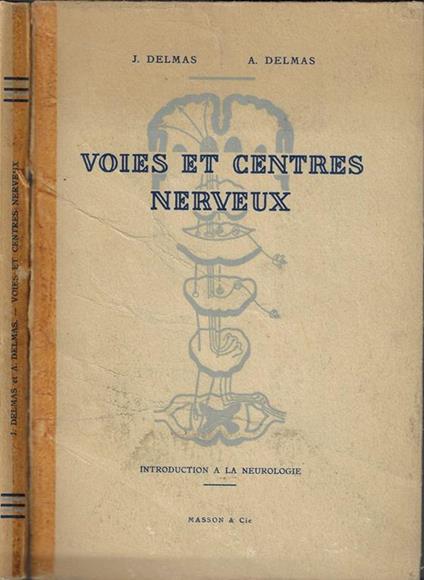 J. DELMAS A. DELMAS
VOIES ET CENTRES
NERVEUX
INTRODUCTION A LA NEUROLOGIE
MASSON & Cie
J. DELMAS et A. DELMAS. — VOIES ET CENTRES NERVEUX